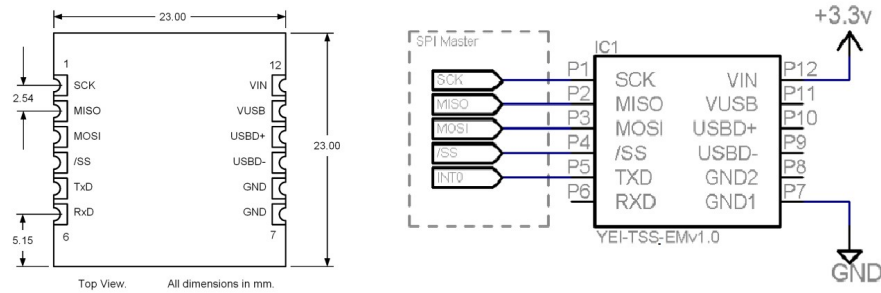 23.00
1
12
SCK
VIN
2.54
MISO
VUSB
MOSI
USBD+
23.00
/SS
USBD-
TxD
GND
RxD
GND
5.15
6
7
Top View. All dimensions in mm.
+3.3v
SPI Master
IC1
SCK
P1
SCK
VIN
P12
MISO
P2
MISO
VUSB
P11
MOSI
P3
MOSI
USBD+
P10
/SS
P4
/SS
USBD-
P9
INT0
P5
TXD
GND2
P8
P6
RXD
GND1
P7
YEI-TSS-EMv1.0
GND